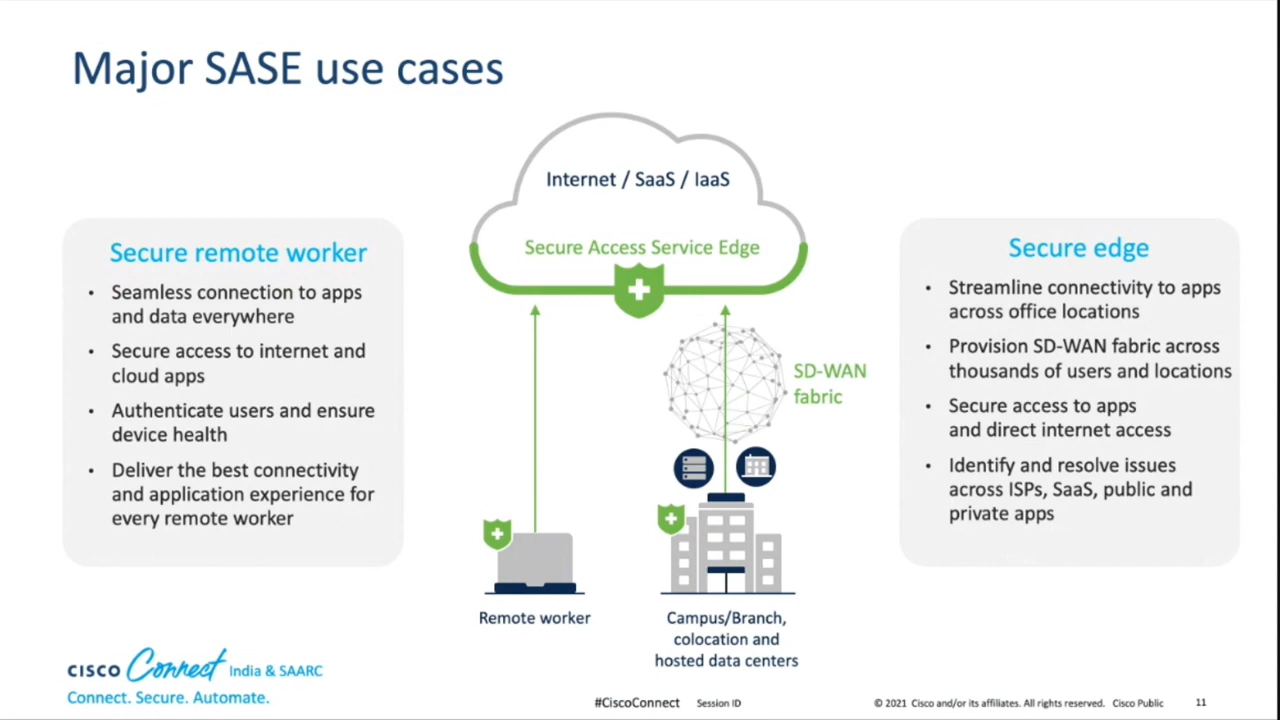 Major SASE use cases
Internet / SaaS / IaaS
Secure Access Service Edge
Secure remote worker
• Seamless connection to apps
and data everywhere
• Secure access to internet and
cloud apps
• Authenticate users and ensure
device health
• Deliver the best connectivity
and application experience for
every remote worker
SD-WAN
fabric
Remote worker
Campus/Branch,
colocation and
hosted data centers
Secure edge
• Streamline connectivity to apps
across office locations
• Provision SD-WAN fabric across
thousands of users and locations
• Secure access to apps
and direct internet access
• Identify and resolve issues
across ISPs, SaaS, public and
private apps
CISCO Connect India & SAARC
Connect. Secure. Automate.
#CiscoConnect Session ID
© 2021 Cisco and/or its affiliates. All rights reserved. Cisco Public 11